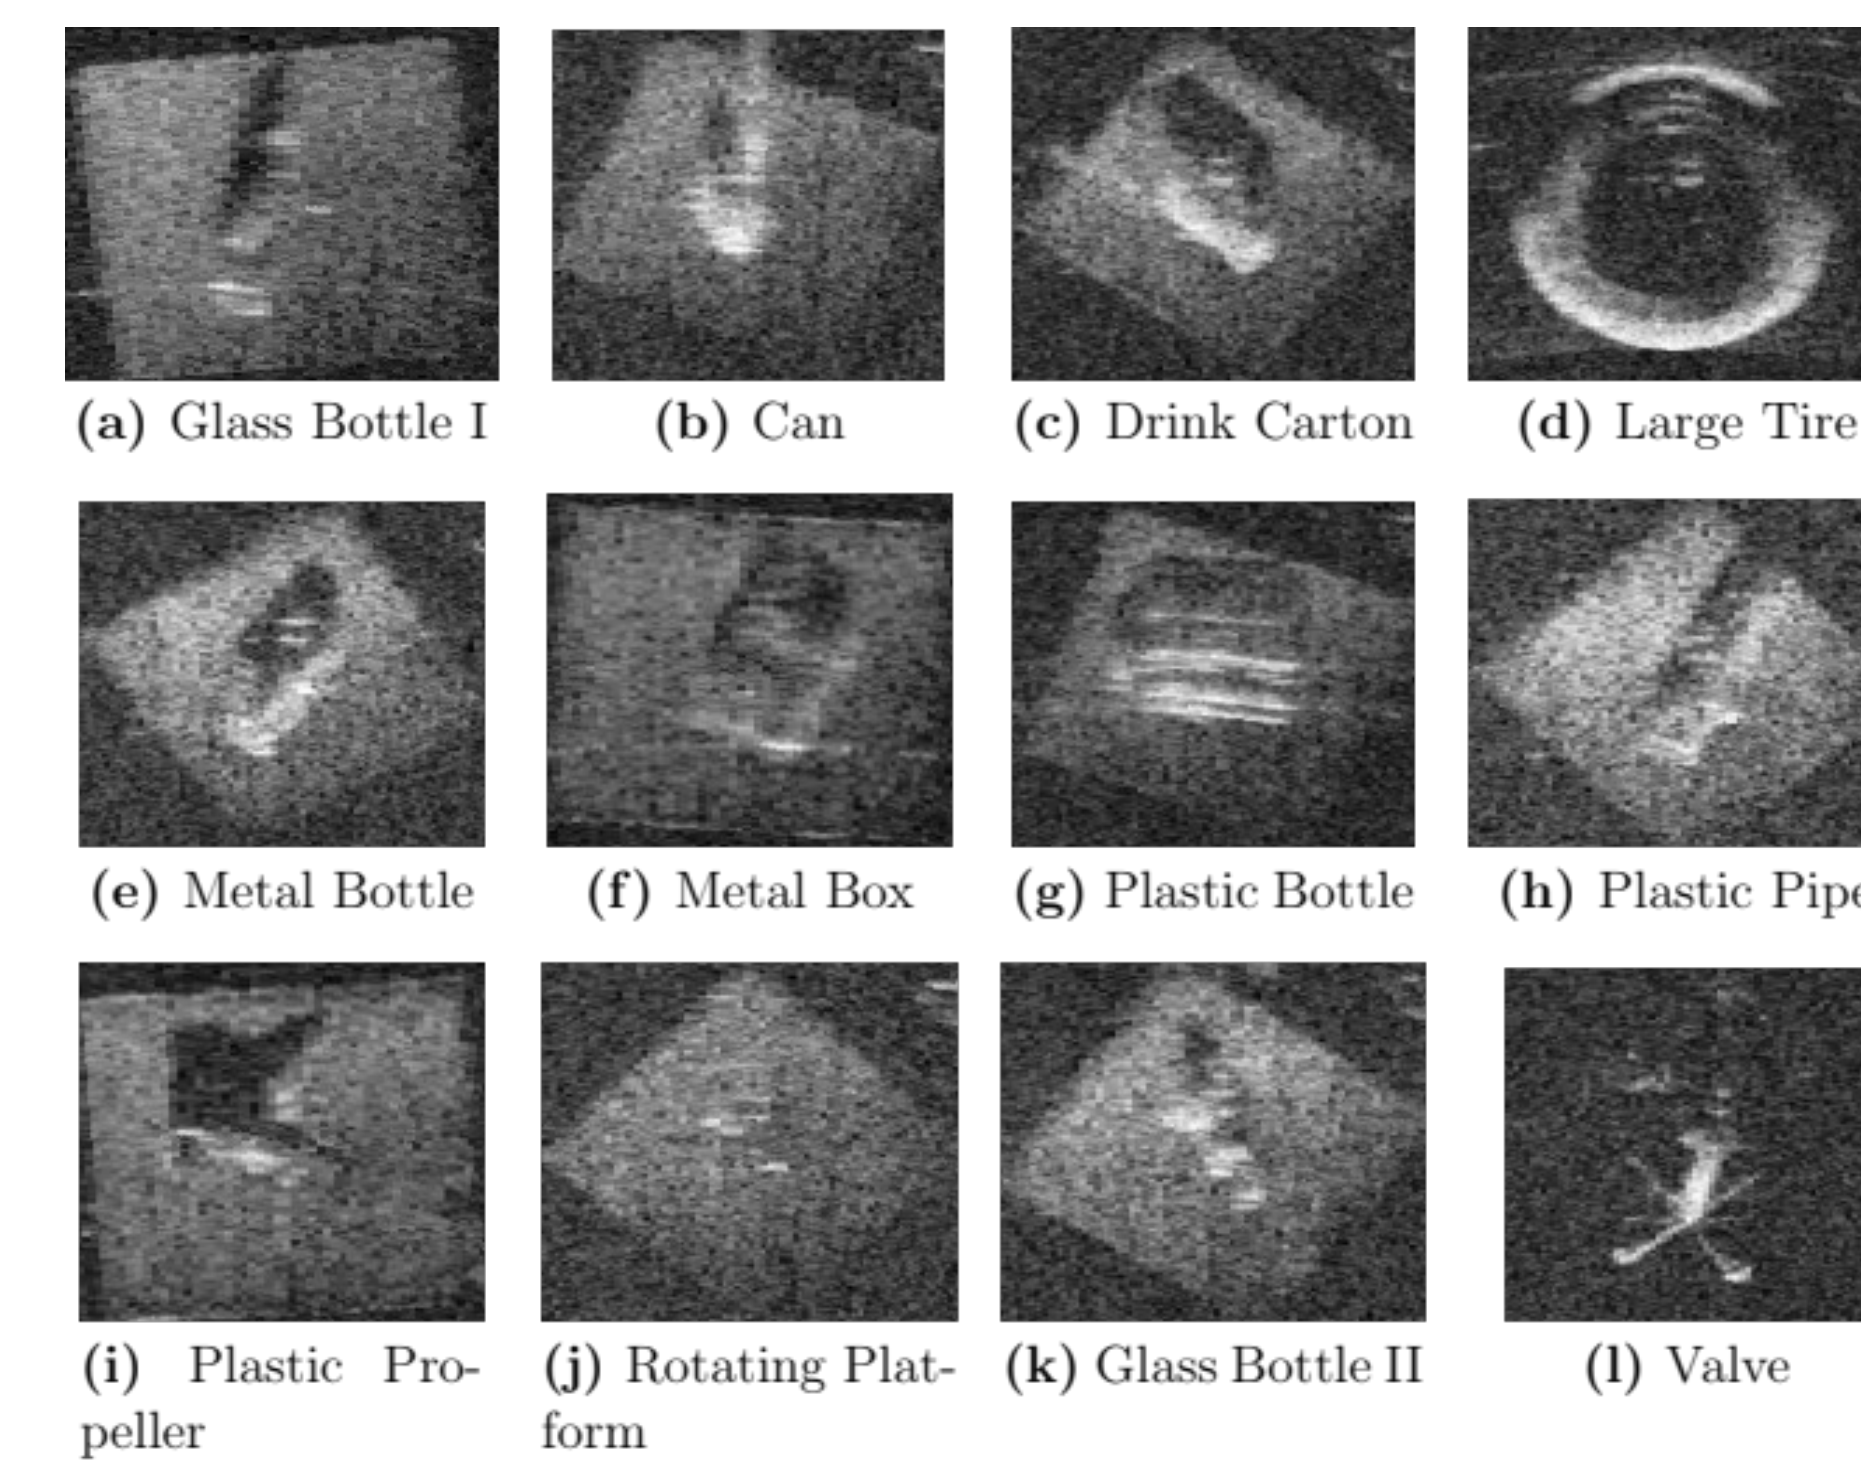 (a) Glass Bottle I
(b) Can
(c) Drink Carton
(d) Large Tire
(e) Metal Bottle
(f) Metal Box
(g) Plastic Bottle
(h) Plastic Pipe
(i) Plastic Pro-
peller
(j) Rotating Plat-
form
(k) Glass Bottle II
(l) Valve